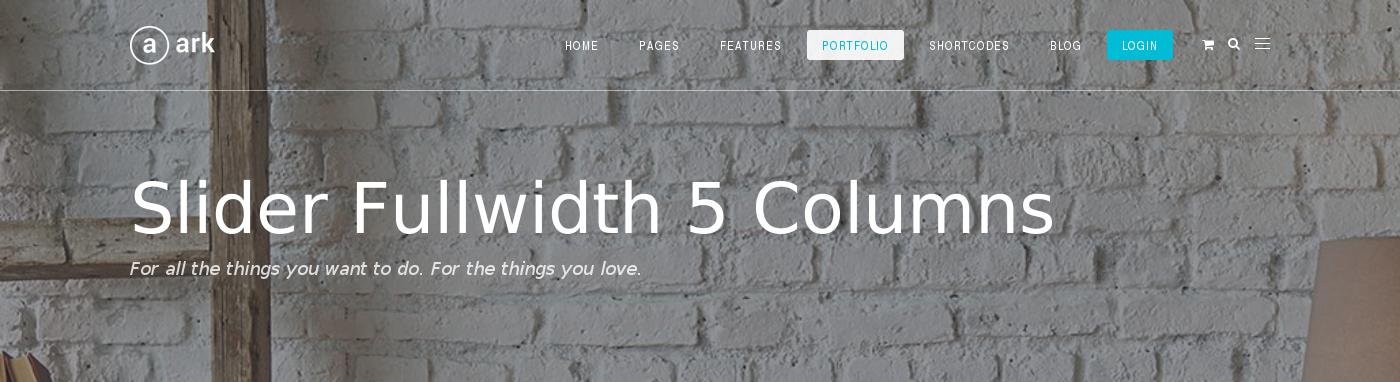 a ark HOME PAGES FEATURES PORTFOLIO SHORTCODES BLOG LOGIN
Slider Fullwidth 5 Columns
For all the things you want to do. For the things you love.